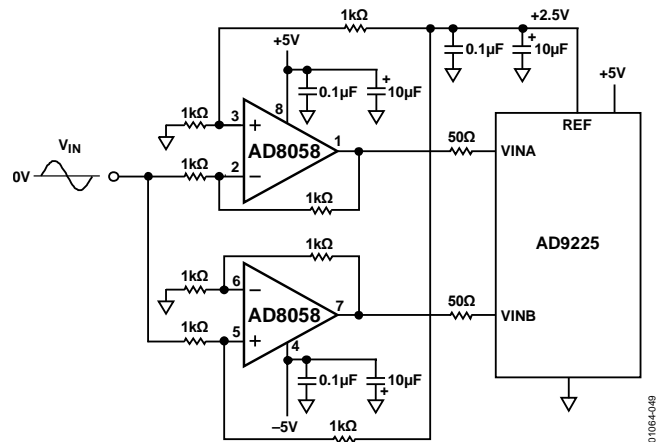 1kΩ
+2.5V
+5V
0.1µF
10µF
+
+5V
0.1µF
10µF
+
REF
1kΩ
3
+
8
1
AD8058
50Ω
VINA
VIN
1kΩ
2
−
0V
1kΩ
AD9225
1kΩ
1kΩ
6
−
7
AD8058
50Ω
VINB
1kΩ
5
+
4
0.1µF
10µF
+
−5V
1kΩ
01064-049